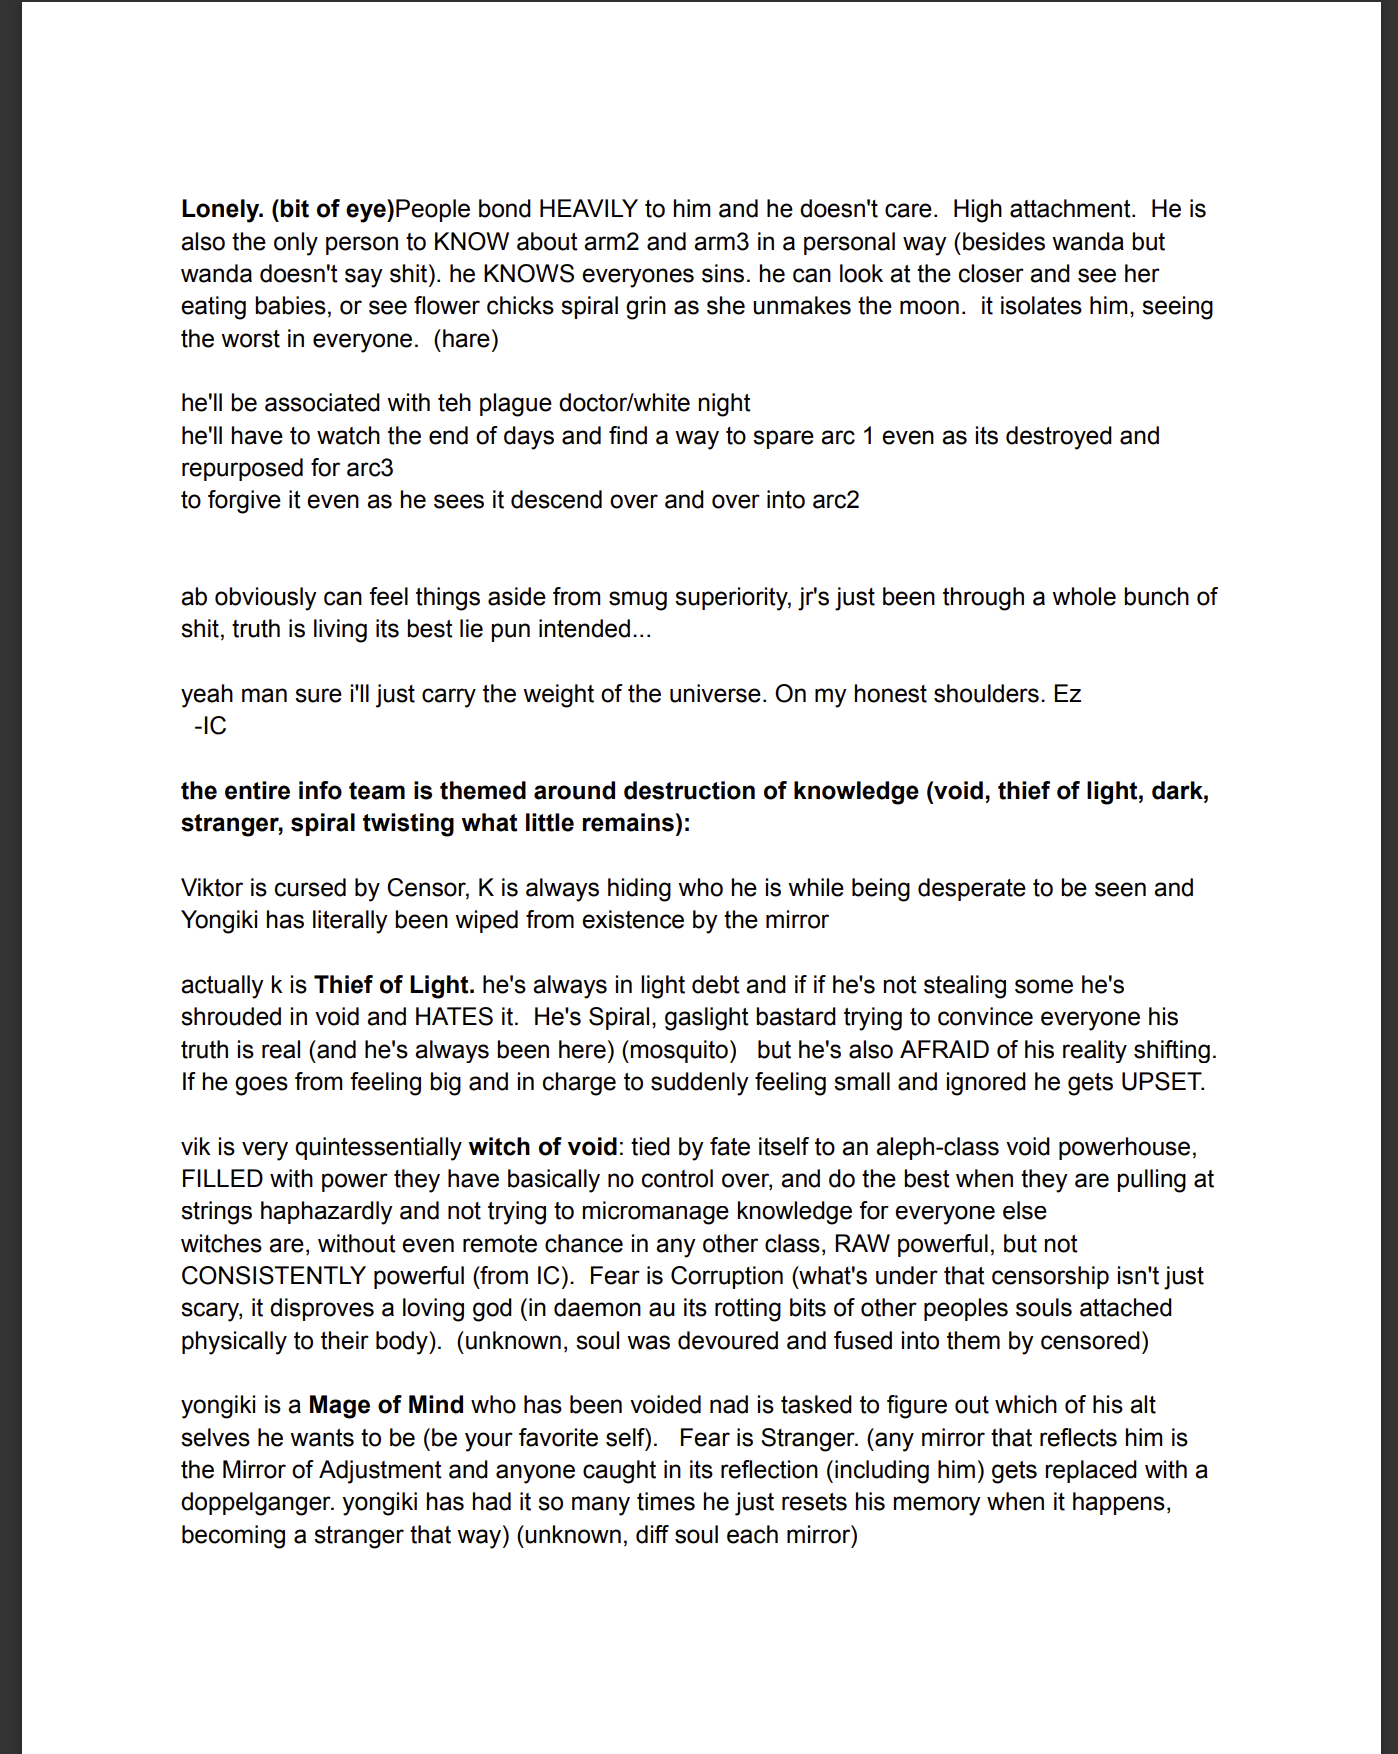 Lonely. (bit of eye)People bond HEAVILY to him and he doesn't care.  High attachment.  He is
also the only person to KNOW about arm2 and arm3 in a personal way (besides wanda but
wanda doesn't say shit). he KNOWS everyones sins. he can look at the closer and see her
eating babies, or see flower chicks spiral grin as she unmakes the moon.  it isolates him, seeing
the worst in everyone.  (hare)
he'll be associated with teh plague doctor/white night
he'll have to watch the end of days and find a way to spare arc 1 even as its destroyed and
repurposed for arc3
to forgive it even as he sees it descend over and over into arc2
ab obviously can feel things aside from smug superiority, jr's just been through a whole bunch of
shit, truth is living its best lie pun intended...
yeah man sure i'll just carry the weight of the universe. On my honest shoulders. Ez
-IC
the entire info team is themed around destruction of knowledge (void, thief of light, dark,
stranger, spiral twisting what little remains):
Viktor is cursed by Censor, K is always hiding who he is while being desperate to be seen and
Yongiki has literally been wiped from existence by the mirror
actually k is Thief of Light. he's always in light debt and if if he's not stealing some he's
shrouded in void and HATES it.  He's Spiral, gaslight bastard trying to convince everyone his
truth is real (and he's always been here) (mosquito)   but he's also AFRAID of his reality shifting.
If he goes from feeling big and in charge to suddenly feeling small and ignored he gets UPSET.
vik is very quintessentially witch of void: tied by fate itself to an aleph-class void powerhouse,
FILLED with power they have basically no control over, and do the best when they are pulling at
strings haphazardly and not trying to micromanage knowledge for everyone else
witches are, without even remote chance in any other class, RAW powerful, but not
CONSISTENTLY powerful (from IC).  Fear is Corruption (what's under that censorship isn't just
scary, it disproves a loving god (in daemon au its rotting bits of other peoples souls attached
physically to their body).  (unknown, soul was devoured and fused into them by censored)
yongiki is a Mage of Mind who has been voided nad is tasked to figure out which of his alt
selves he wants to be (be your favorite self).   Fear is Stranger. (any mirror that reflects him is
the Mirror of Adjustment and anyone caught in its reflection (including him) gets replaced with a
doppelganger. yongiki has had it so many times he just resets his memory when it happens,
becoming a stranger that way) (unknown, diff soul each mirror)